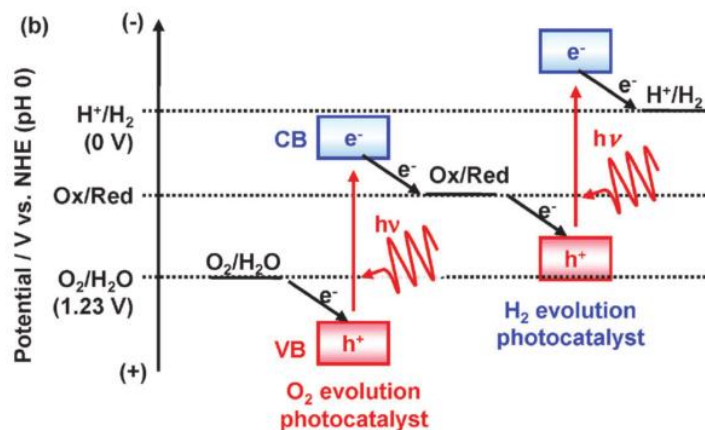 (b)
(-)
Potential / V vs. NHE (pH 0)
H⁺/H₂
(0 V)
Ox/Red
O₂/H₂O
(1.23 V)
(+)
O₂/H₂O
e⁻
CB
e⁻
hν
VB
h⁺
O₂ evolution
photocatalyst
e⁻
Ox/Red
e⁻
e⁻
e⁻
H⁺/H₂
hν
h⁺
H₂ evolution
photocatalyst